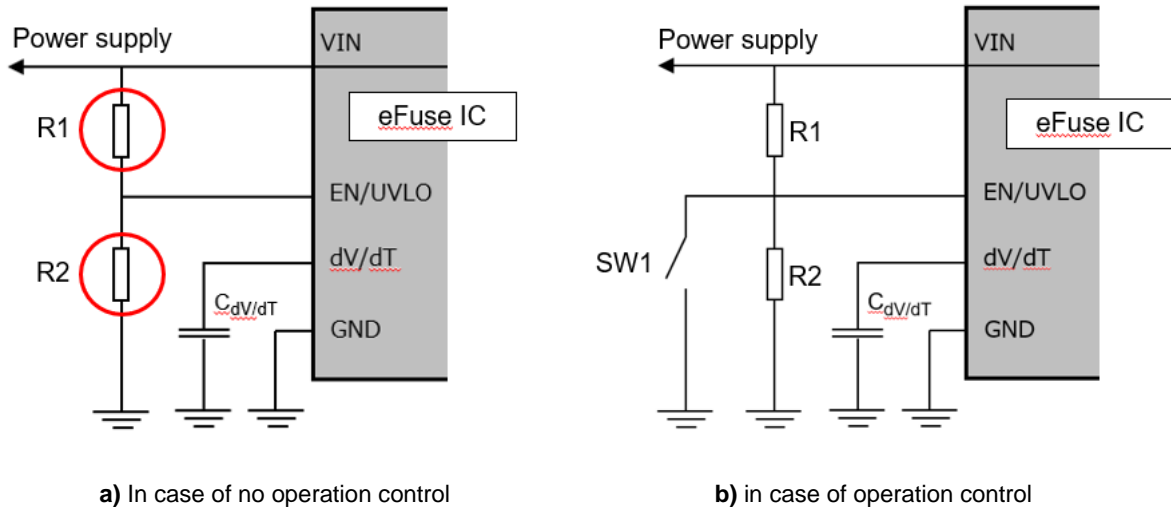 Power supply
VIN
eFuse IC
R1
EN/UVLO
R2
dV/dT
CdV/dT
GND
Power supply
VIN
eFuse IC
R1
EN/UVLO
SW1
R2
dV/dT
CdV/dT
GND
a) In case of no operation control
b) in case of operation control